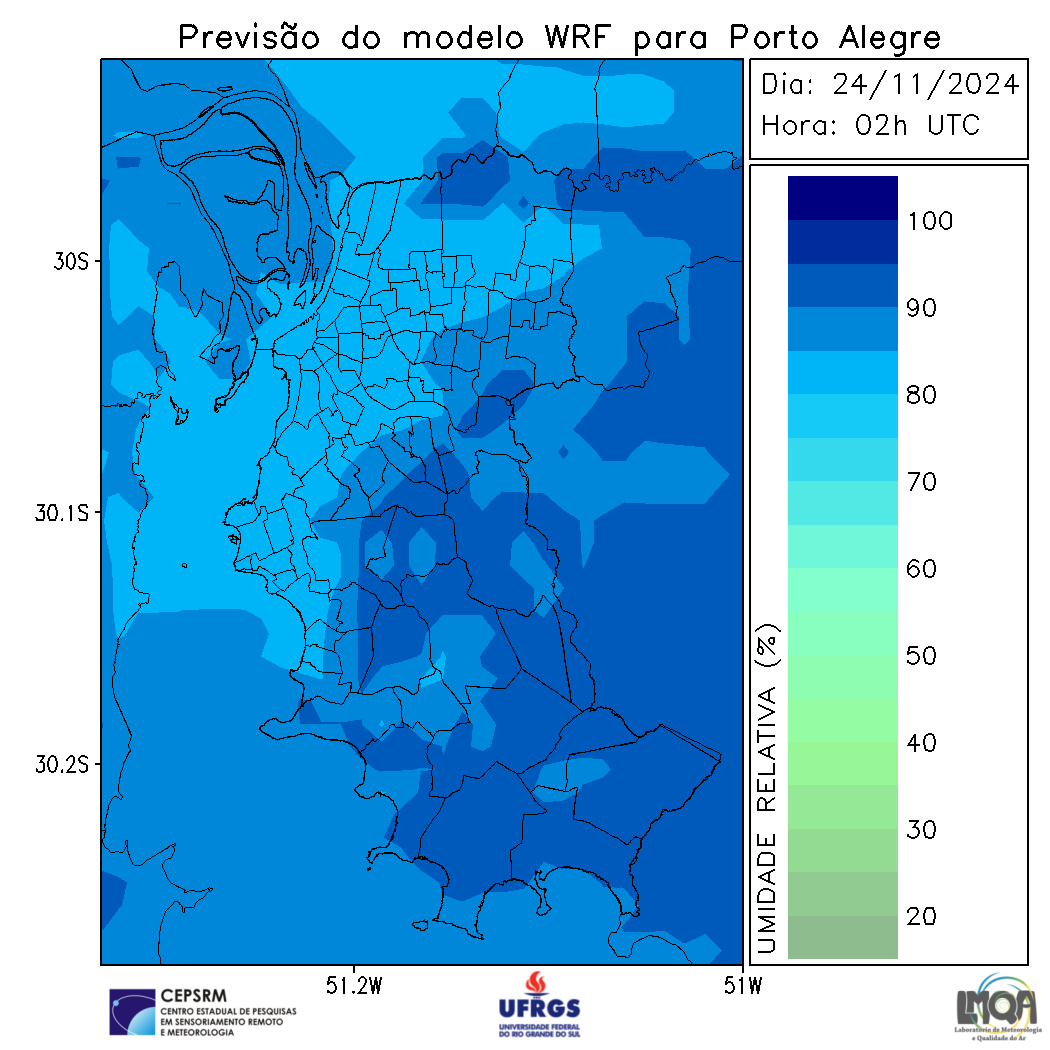 Previsão do modelo WRF para Porto Alegre
Dia: 24/11/2024
Hora: 02h UTC
30S
30.1S
30.2S
51.2W
51W
UMIDADE RELATIVA (%)
100
90
80
70
60
50
40
30
20
CEPSRM
CENTRO ESTADUAL DE PESQUISAS
EM SENSORIAMENTO REMOTO
E METEOROLOGIA
UFRGS
UNIVERSIDADE FEDERAL
DO RIO GRANDE DO SUL
LMQA
Laboratório de Meteorologia
e Qualidade do Ar